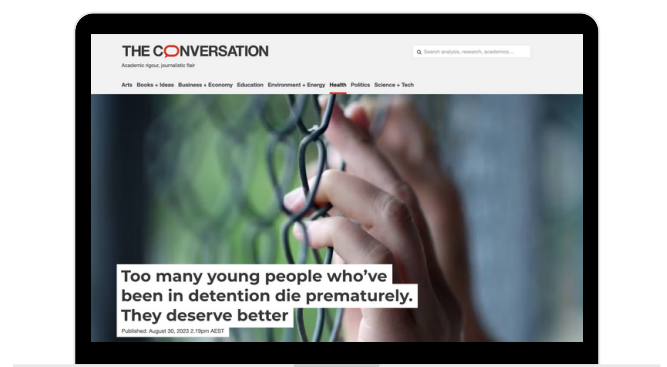 THE CONVERSATION
Academic rigour, journalistic flair
Search analysis, research, academics…
Arts Books + Ideas Business + Economy Education Environment + Energy Health Politics Science + Tech
Too many young people who’ve
been in detention die prematurely.
They deserve better
Published: August 30, 2023 2.19pm AEST